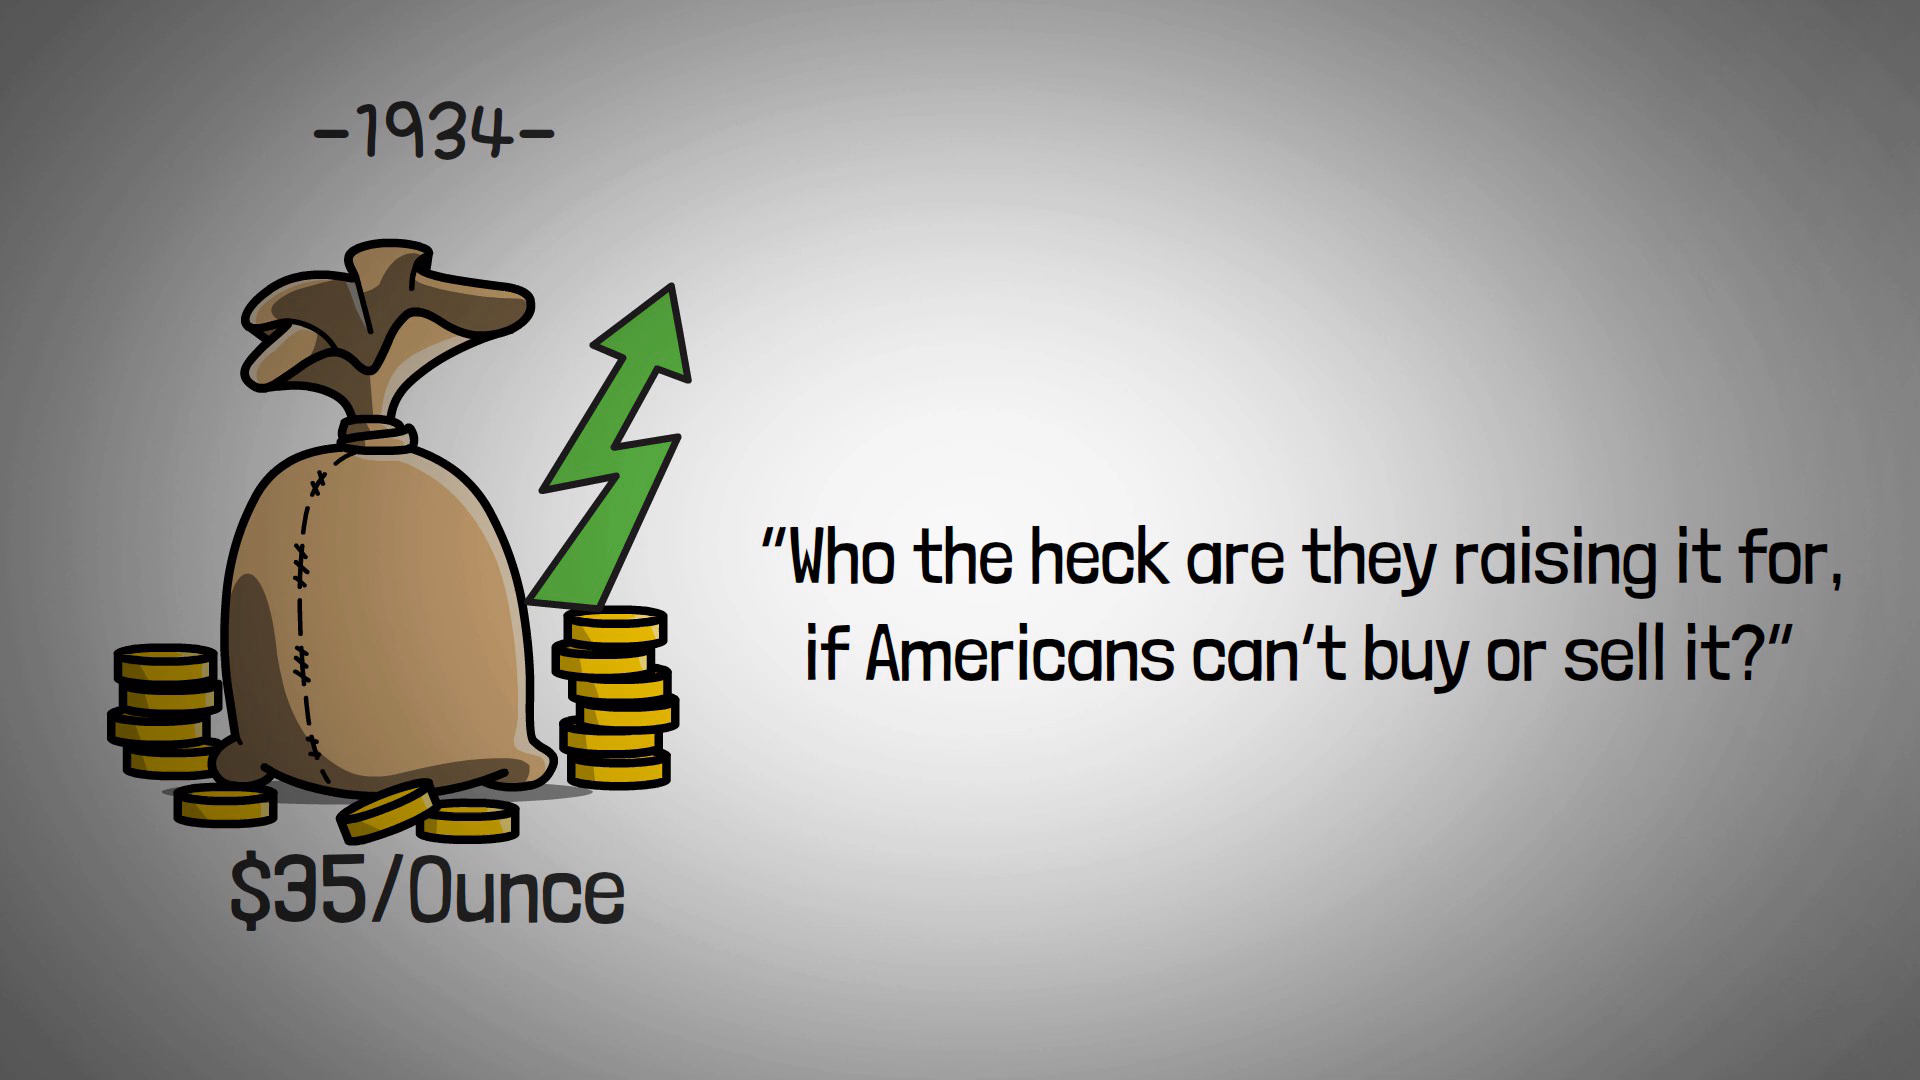 -1934-
"Who the heck are they raising it for,
if Americans can't buy or sell it?"
$35/Ounce